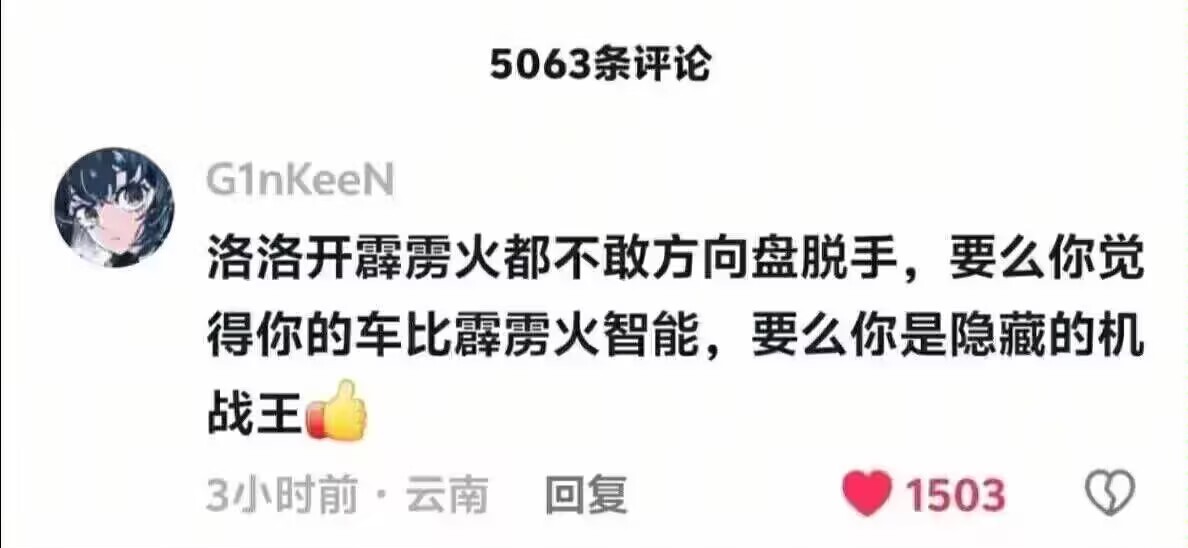 5063条评论
G1nKeeN
洛洛开霹雳火都不敢方向盘脱手，要么你觉
得你的车比霹雳火智能，要么你是隐藏的机
战王👍
3小时前 · 云南 回复 1503